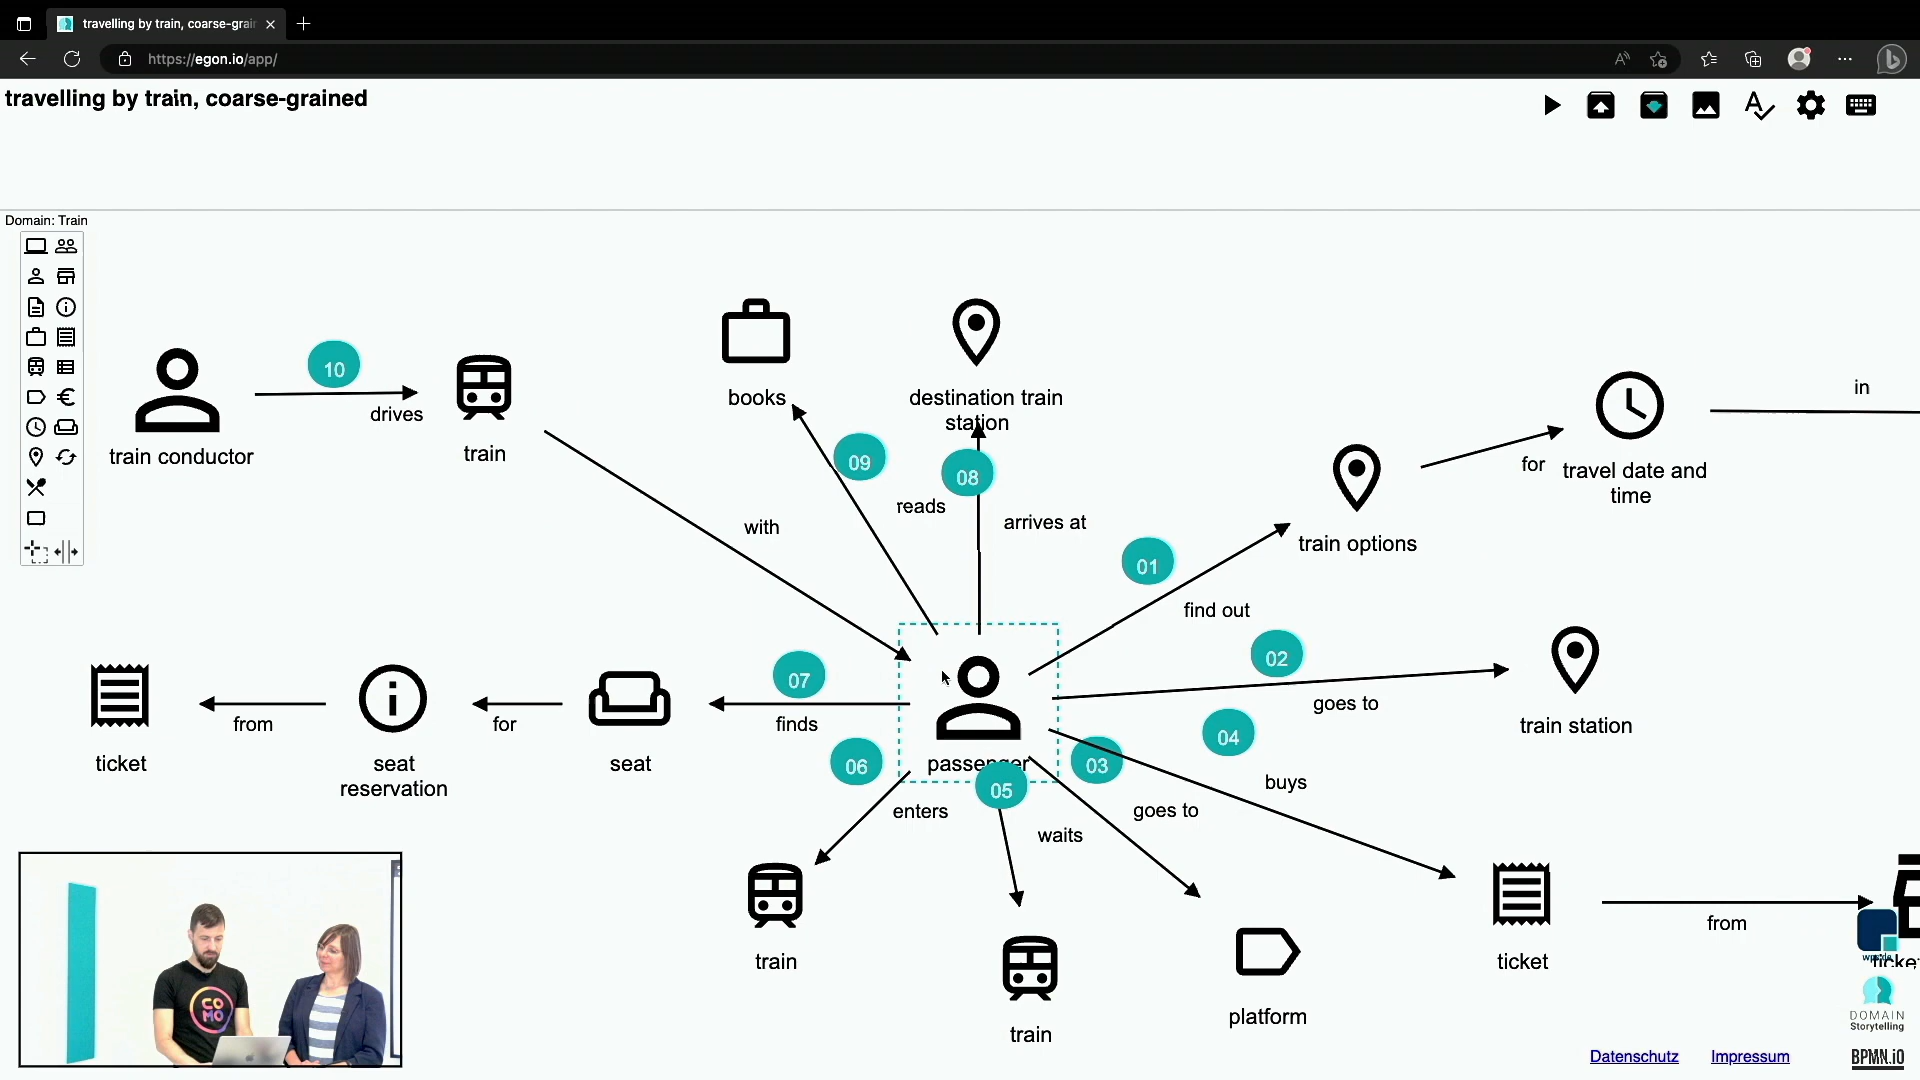 travelling by train, coarse-grai
https://egon.io/app/
travelling by train, coarse-grained
Domain: Train
10
drives
train conductor
train
books
destination train
station
09
08
reads
arrives at
with
01
find out
train options
for
travel date and
time
in
02
goes to
train station
07
finds
for
from
ticket
seat
reservation
seat
passenger
06
05
03
04
enters
waits
goes to
buys
train
train
platform
ticket
from
CO
MO
DOMAIN
Storytelling
Datenschutz
Impressum
BPMN.iO